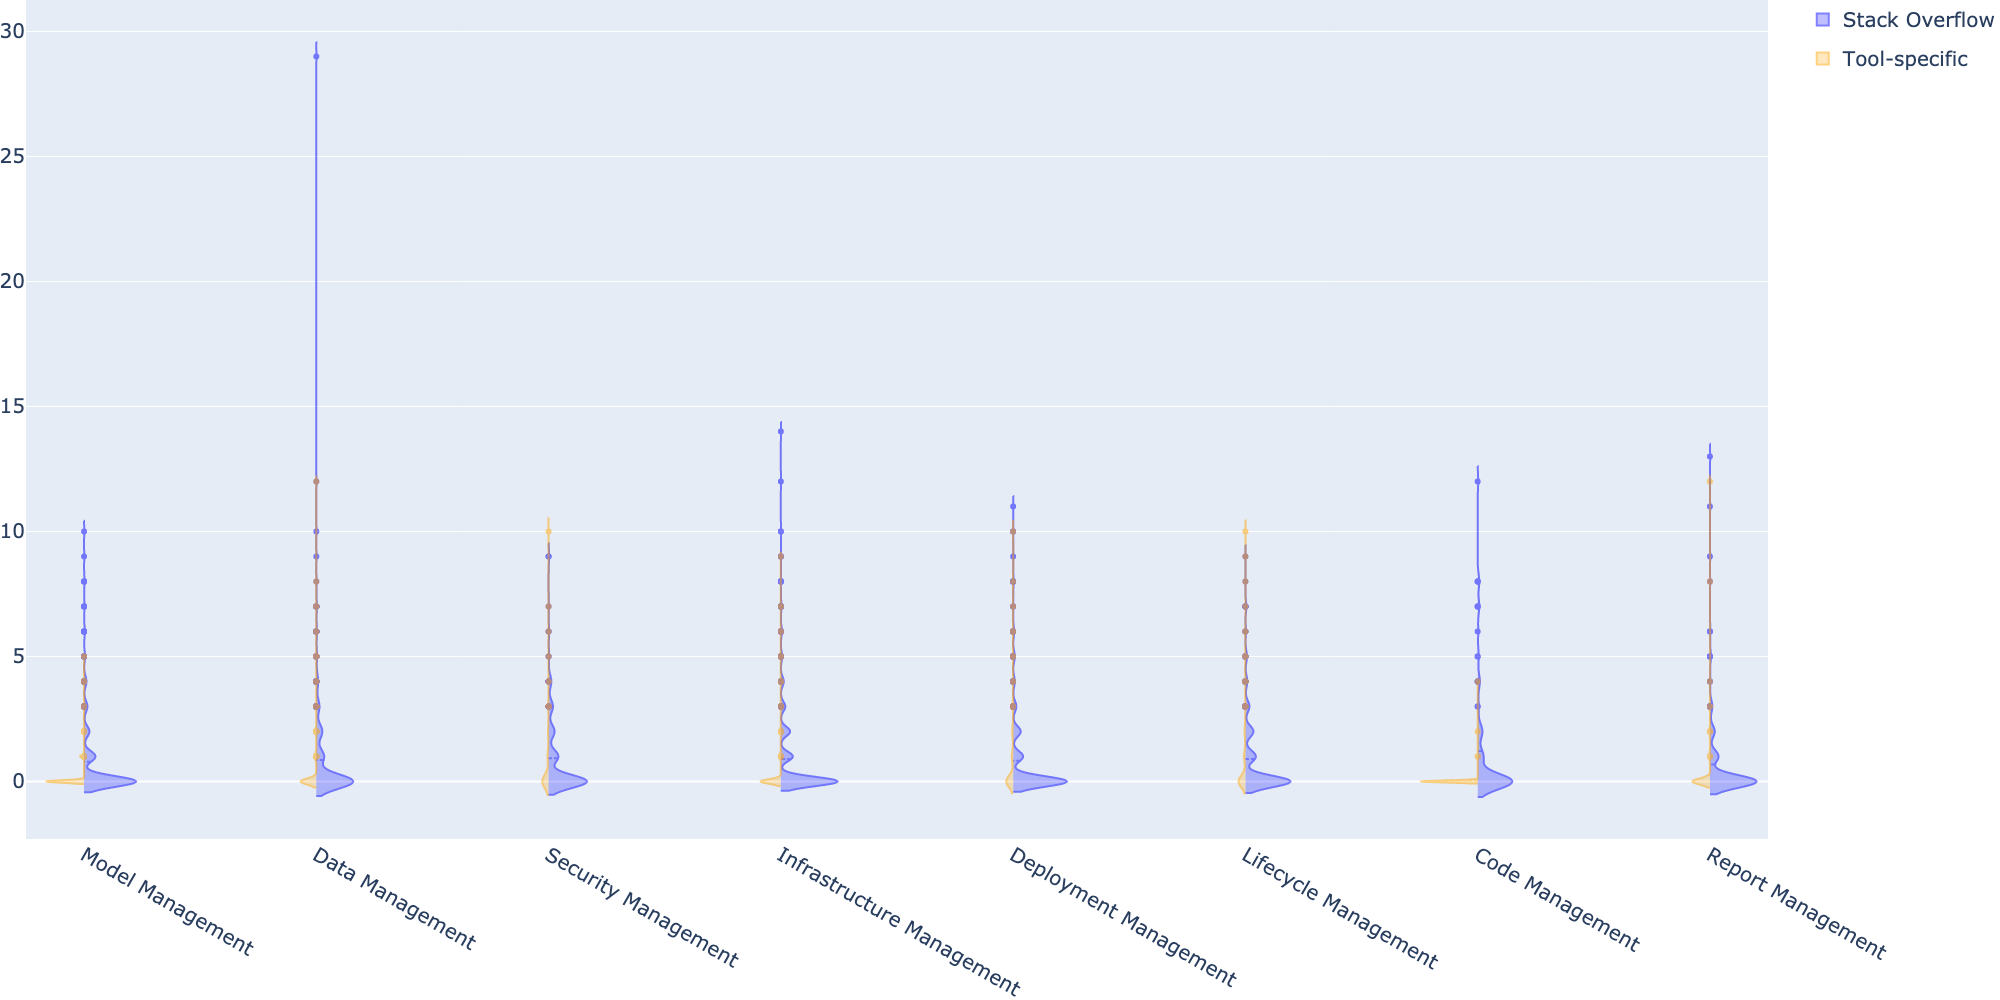 Stack Overflow
Tool-specific
30
25
20
15
10
5
0
Model Management
Data Management
Security Management
Infrastructure Management
Deployment Management
Lifecycle Management
Code Management
Report Management